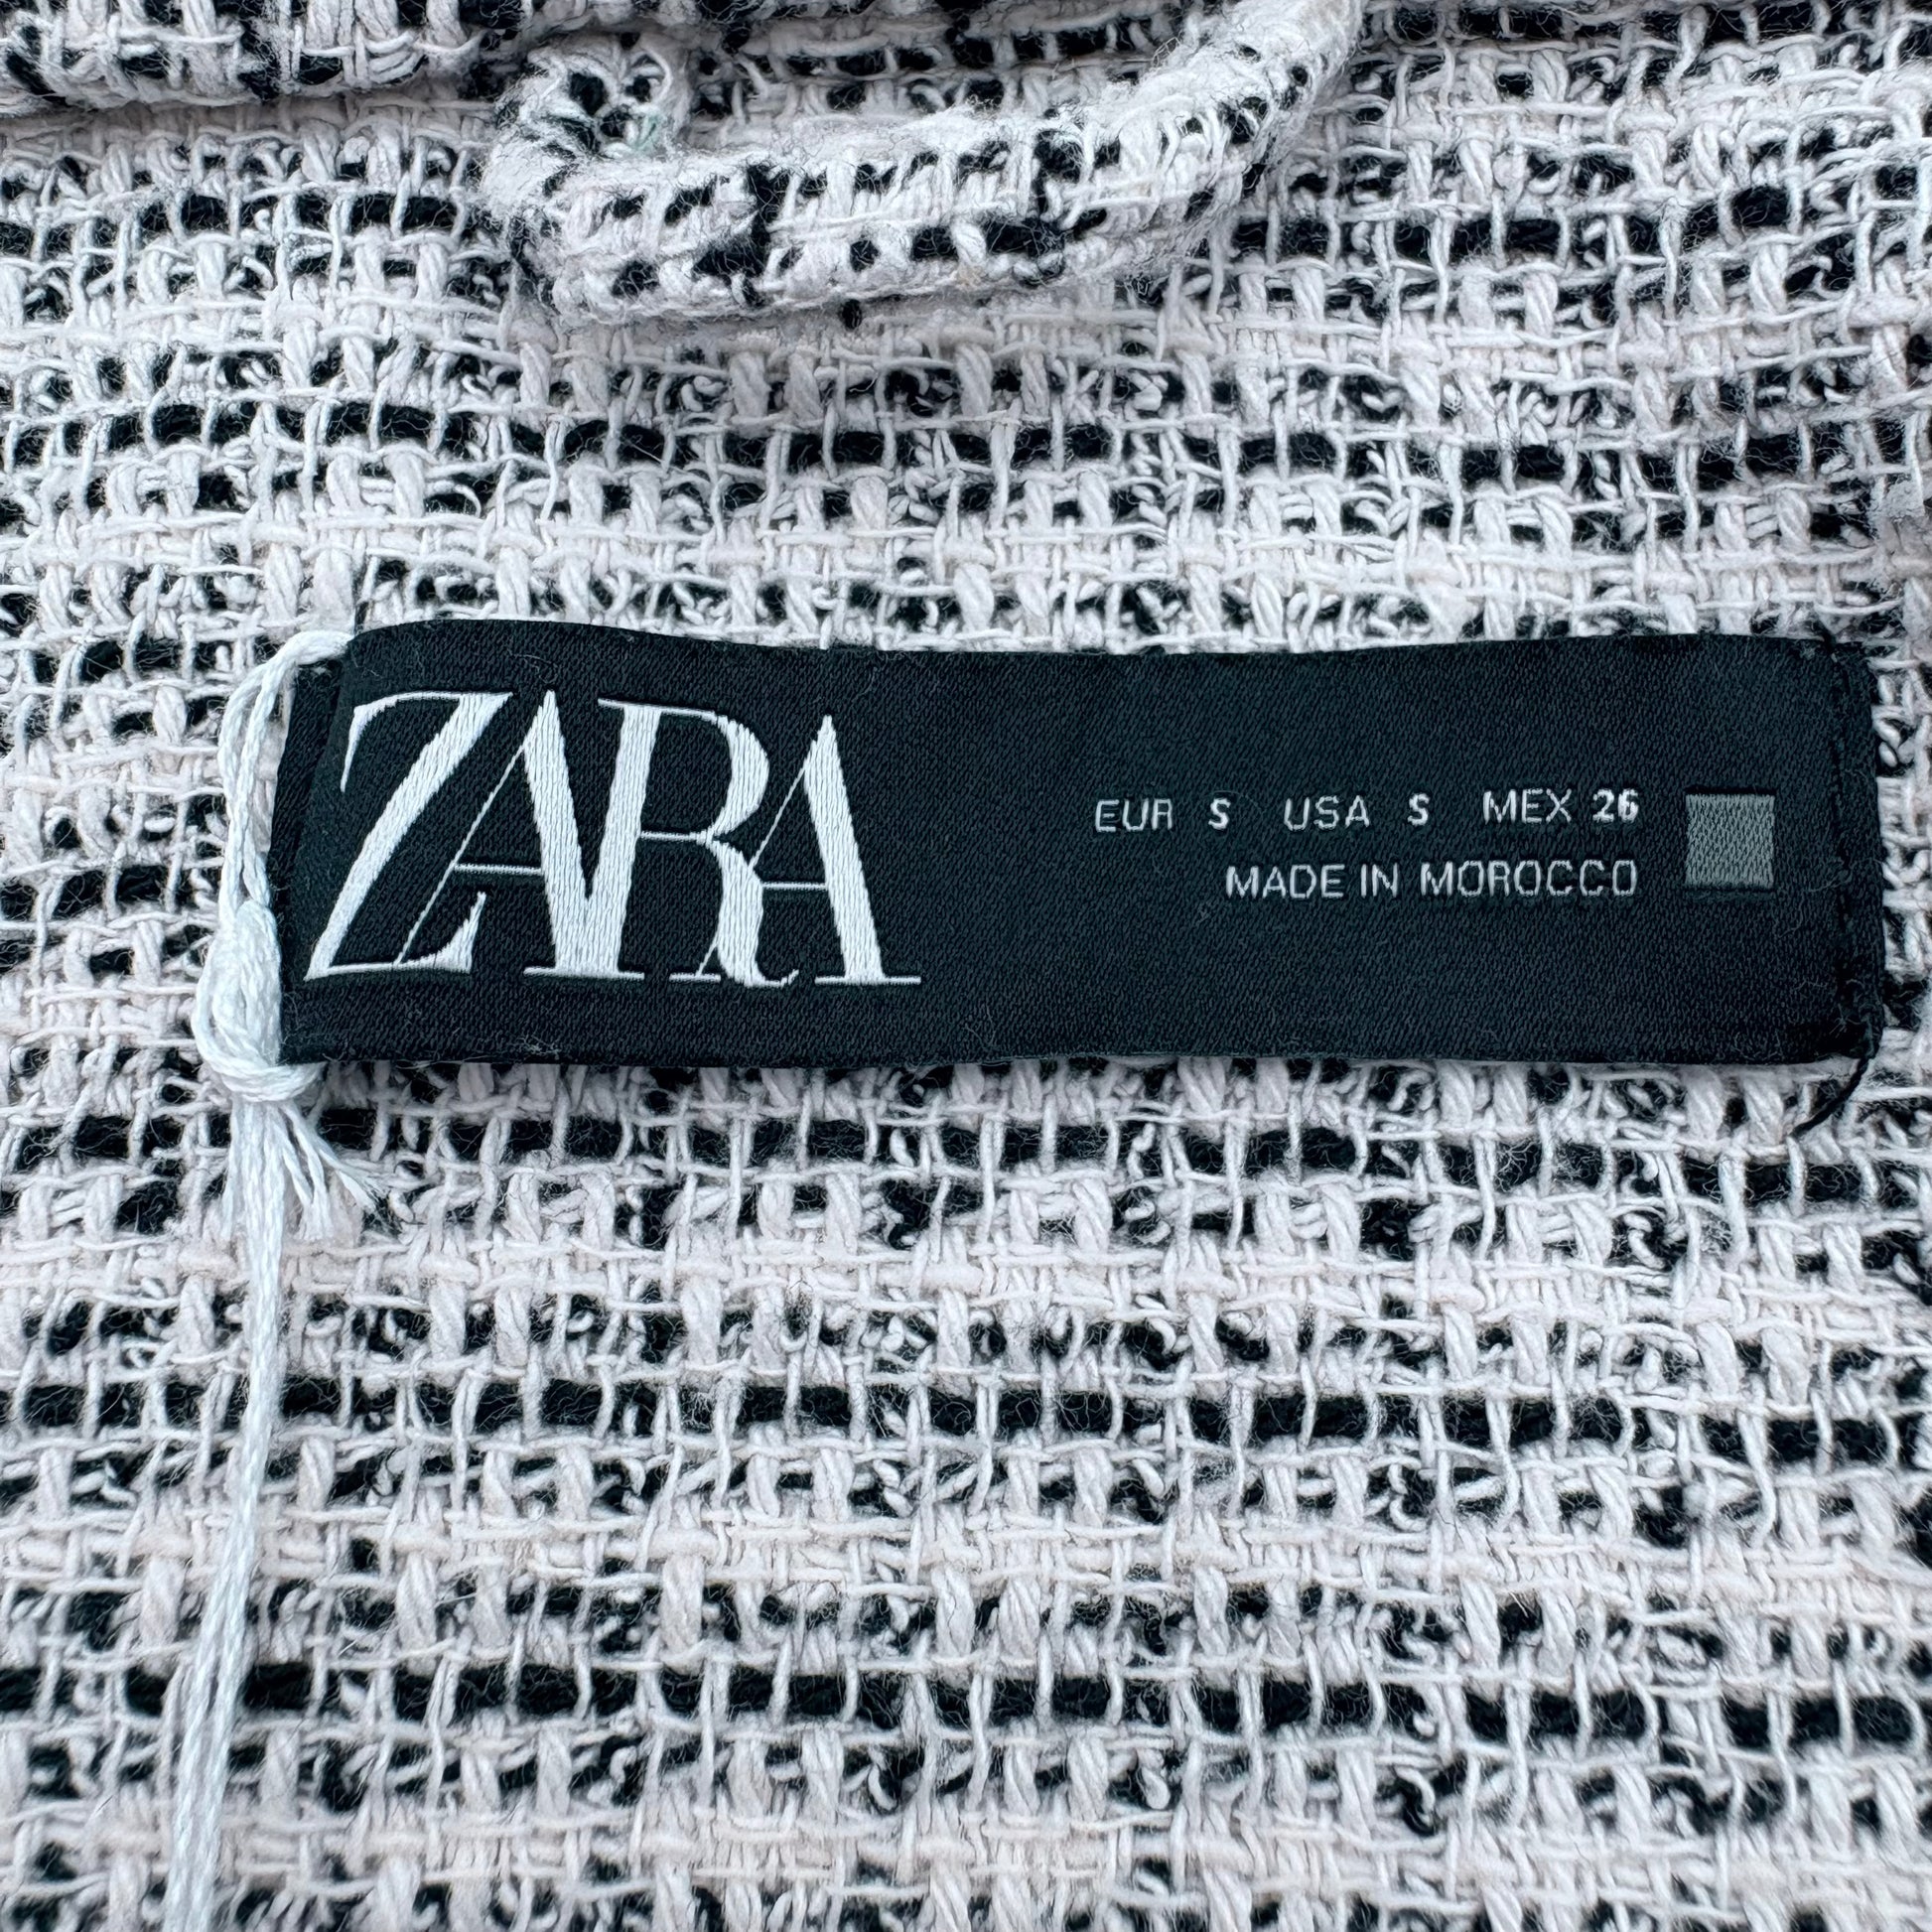 ZARA
EUR S USA S MEX 26
MADE IN MOROCCO